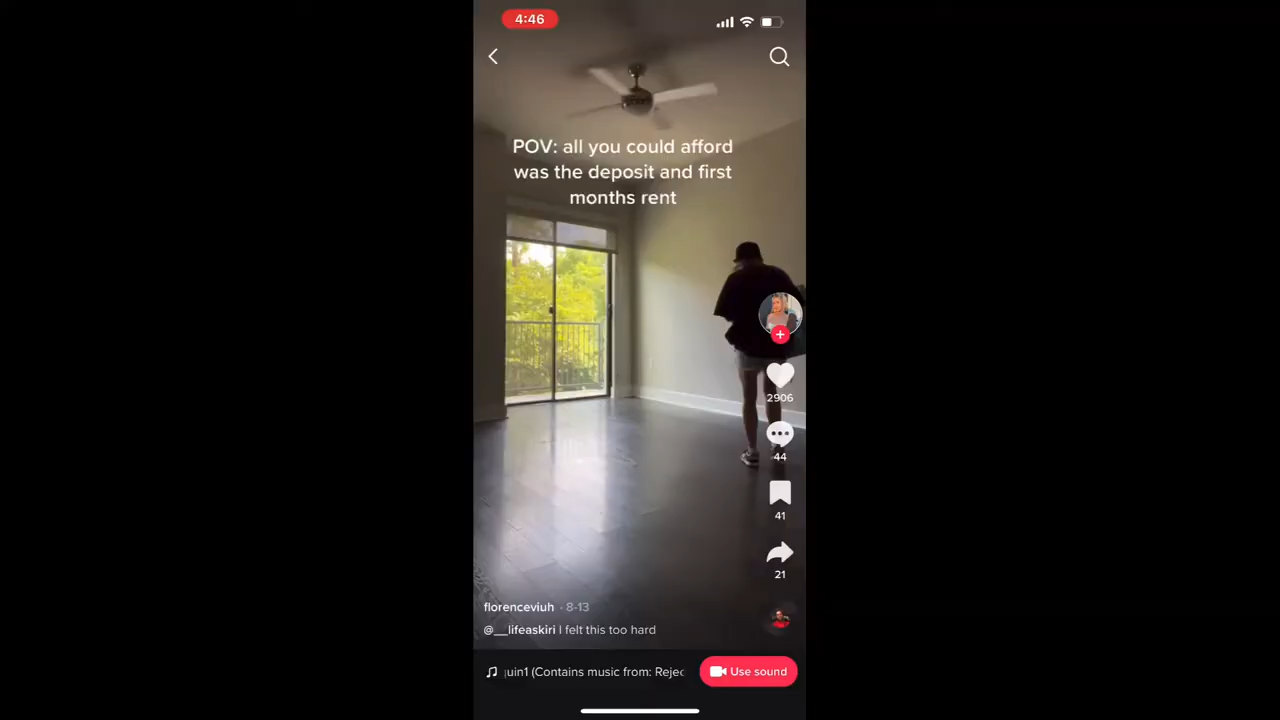 4:46
POV: all you could afford
was the deposit and first
months rent
2906
44
41
21
florenceviuh · 8-13
@__lifeaskiri I felt this too hard
uin1 (Contains music from: Rejec
Use sound